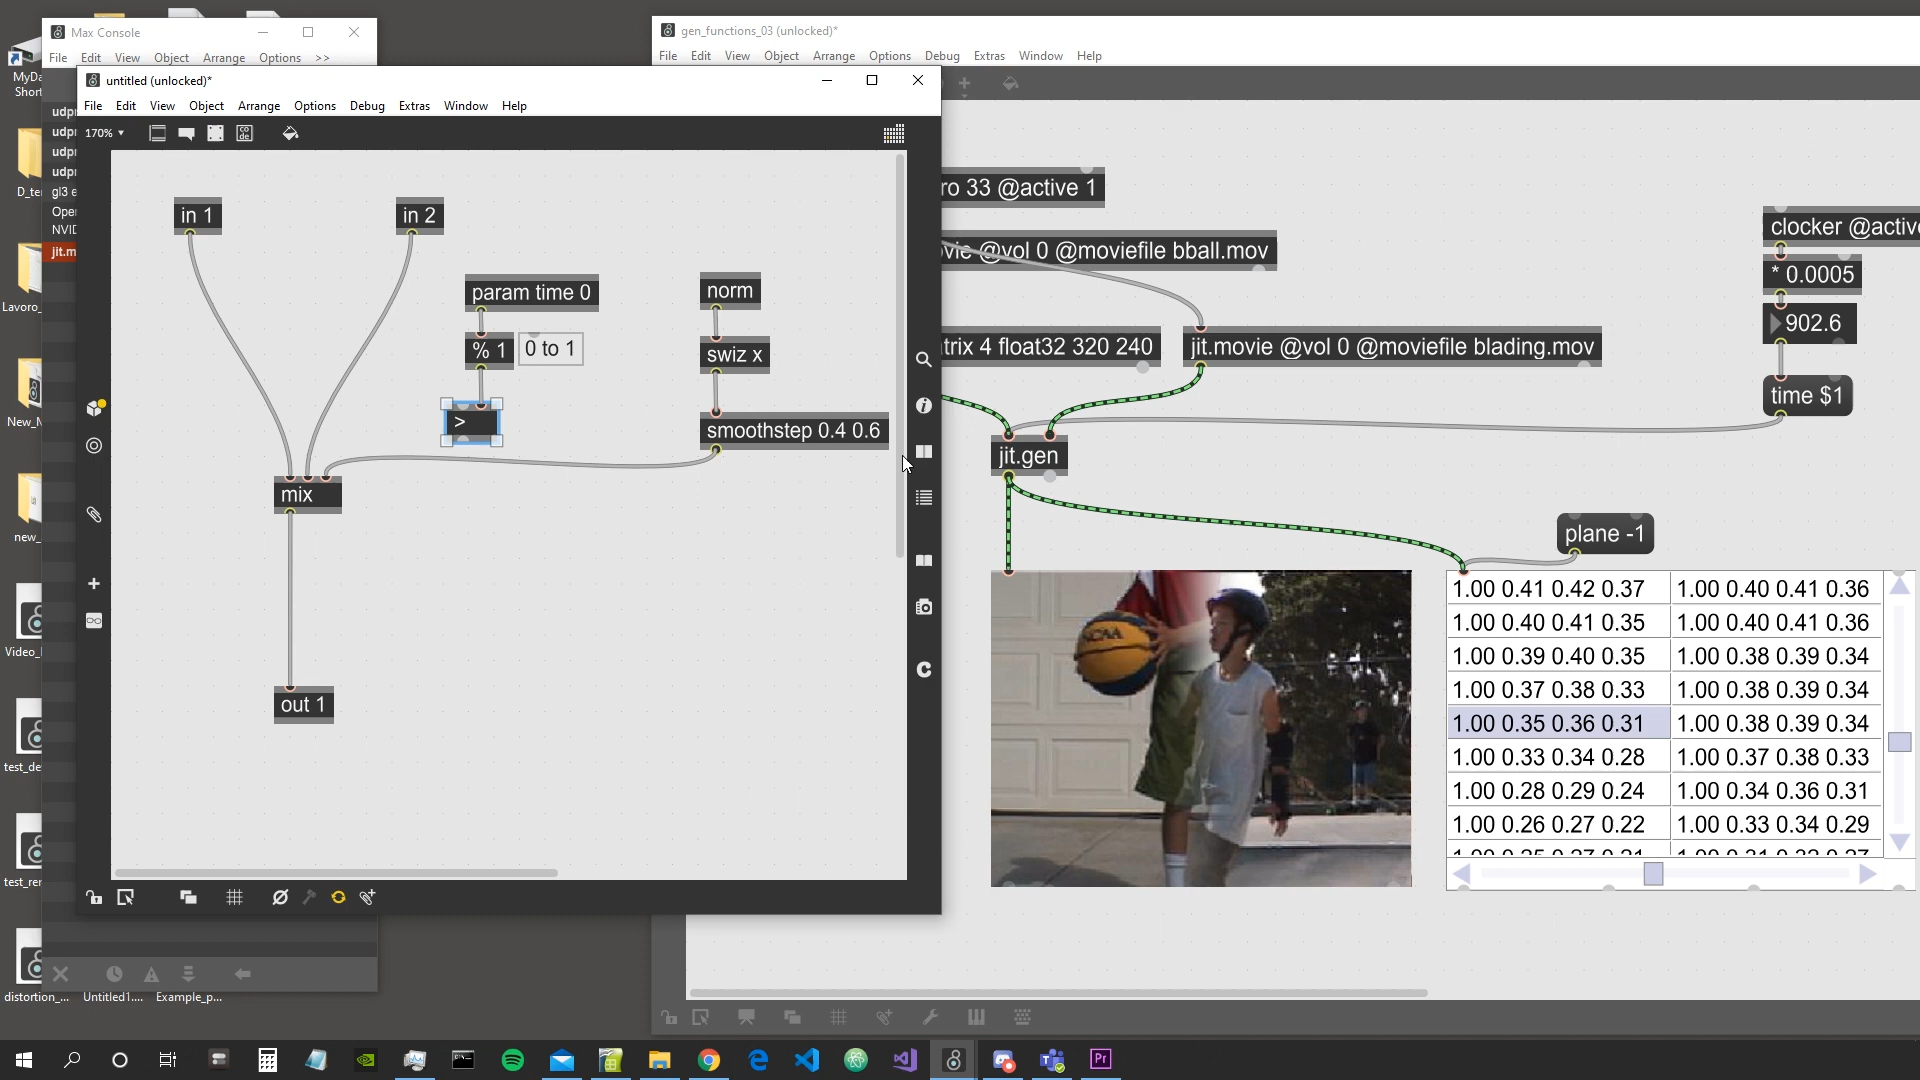 Max Console
File Edit View Object Arrange Options >>
gen_functions_03 (unlocked)*
File Edit View Object Arrange Options Debug Extras Window Help
untitled (unlocked)*
File Edit View Object Arrange Options Debug Extras Window Help
170%
in 1
in 2
param time 0
% 1
0 to 1
>
norm
swiz x
smoothstep 0.4 0.6
mix
out 1
ro 33 @active 1
@vol 0 @moviefile bball.mov
trix 4 float32 320 240
jit.movie @vol 0 @moviefile blading.mov
clocker @activ
* 0.0005
902.6
time $1
jit.gen
plane -1
1.00 0.41 0.42 0.37 1.00 0.40 0.41 0.36
1.00 0.40 0.41 0.35 1.00 0.40 0.41 0.36
1.00 0.39 0.40 0.35 1.00 0.38 0.39 0.34
1.00 0.37 0.38 0.33 1.00 0.38 0.39 0.34
1.00 0.35 0.36 0.31 1.00 0.38 0.39 0.34
1.00 0.33 0.34 0.28 1.00 0.37 0.38 0.33
1.00 0.28 0.29 0.24 1.00 0.34 0.36 0.31
1.00 0.26 0.27 0.22 1.00 0.33 0.34 0.29
udpr
udpr
udpr
udpr
gl3 e
Ope
NVID
jit.m
MyDa
Short
D_te
Lavoro_
New_M
new_
Video_
test_de
test_re
distortion_...
Untitled1....
Example_p...